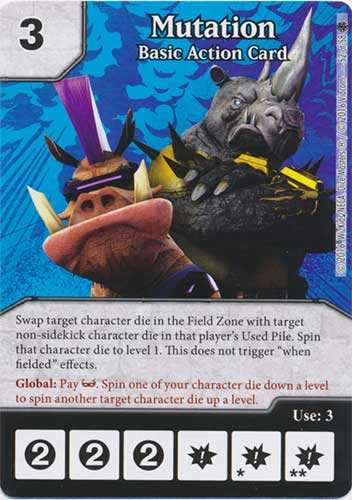 3
Mutation
Basic Action Card
Swap target character die in the Field Zone with target
non-sidekick character die in that player's Used Pile. Spin
that character die to level 1. This does not trigger "when
fielded" effects.
Global: Pay. Spin one of your character die down a level
to spin another target character die up a level.
Use: 3
2
2
2
!
! *
! **